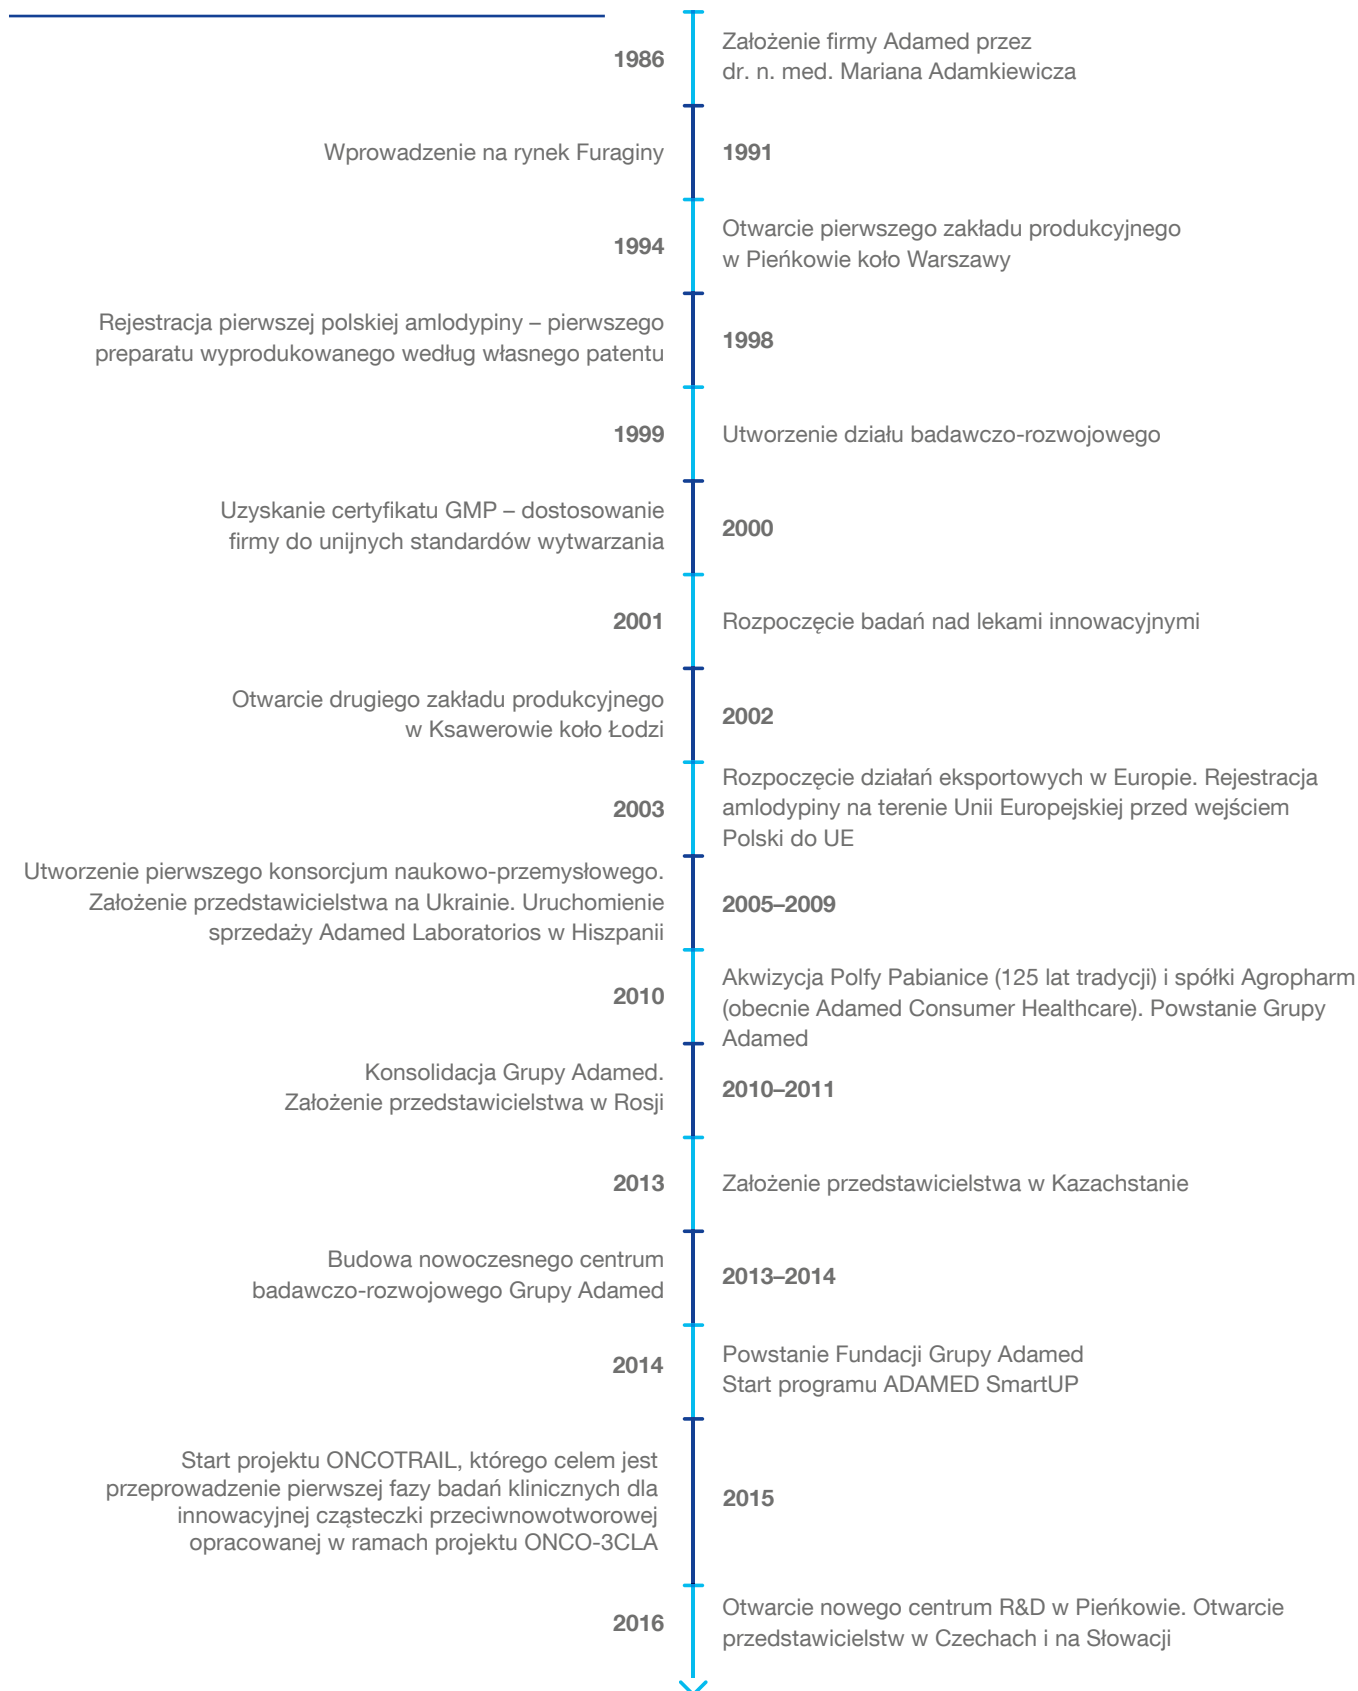 1986
Założenie firmy Adamed przez
dr. n. med. Mariana Adamkiewicza
Wprowadzenie na rynek Furaginy
1991
1994
Otwarcie pierwszego zakładu produkcyjnego
w Pieńkowie koło Warszawy
Rejestracja pierwszej polskiej amlodypiny – pierwszego
preparatu wyprodukowanego według własnego patentu
1998
1999
Utworzenie działu badawczo-rozwojowego
Uzyskanie certyfikatu GMP – dostosowanie
firmy do unijnych standardów wytwarzania
2000
2001
Rozpoczęcie badań nad lekami innowacyjnymi
Otwarcie drugiego zakładu produkcyjnego
w Ksawerowie koło Łodzi
2002
2003
Rozpoczęcie działań eksportowych w Europie. Rejestracja
amlodypiny na terenie Unii Europejskiej przed wejściem
Polski do UE
Utworzenie pierwszego konsorcjum naukowo-przemysłowego.
Założenie przedstawicielstwa na Ukrainie. Uruchomienie
sprzedaży Adamed Laboratorios w Hiszpanii
2005–2009
2010
Akwizycja Polfy Pabianice (125 lat tradycji) i spółki Agropharm
(obecnie Adamed Consumer Healthcare). Powstanie Grupy
Adamed
Konsolidacja Grupy Adamed.
Założenie przedstawicielstwa w Rosji
2010–2011
2013
Założenie przedstawicielstwa w Kazachstanie
Budowa nowoczesnego centrum
badawczo-rozwojowego Grupy Adamed
2013–2014
2014
Powstanie Fundacji Grupy Adamed
Start programu ADAMED SmartUP
Start projektu ONCOTRAIL, którego celem jest
przeprowadzenie pierwszej fazy badań klinicznych dla
innowacyjnej cząsteczki przeciwnowotworowej
opracowanej w ramach projektu ONCO-3CLA
2015
2016
Otwarcie nowego centrum R&D w Pieńkowie. Otwarcie
przedstawicielstw w Czechach i na Słowacji